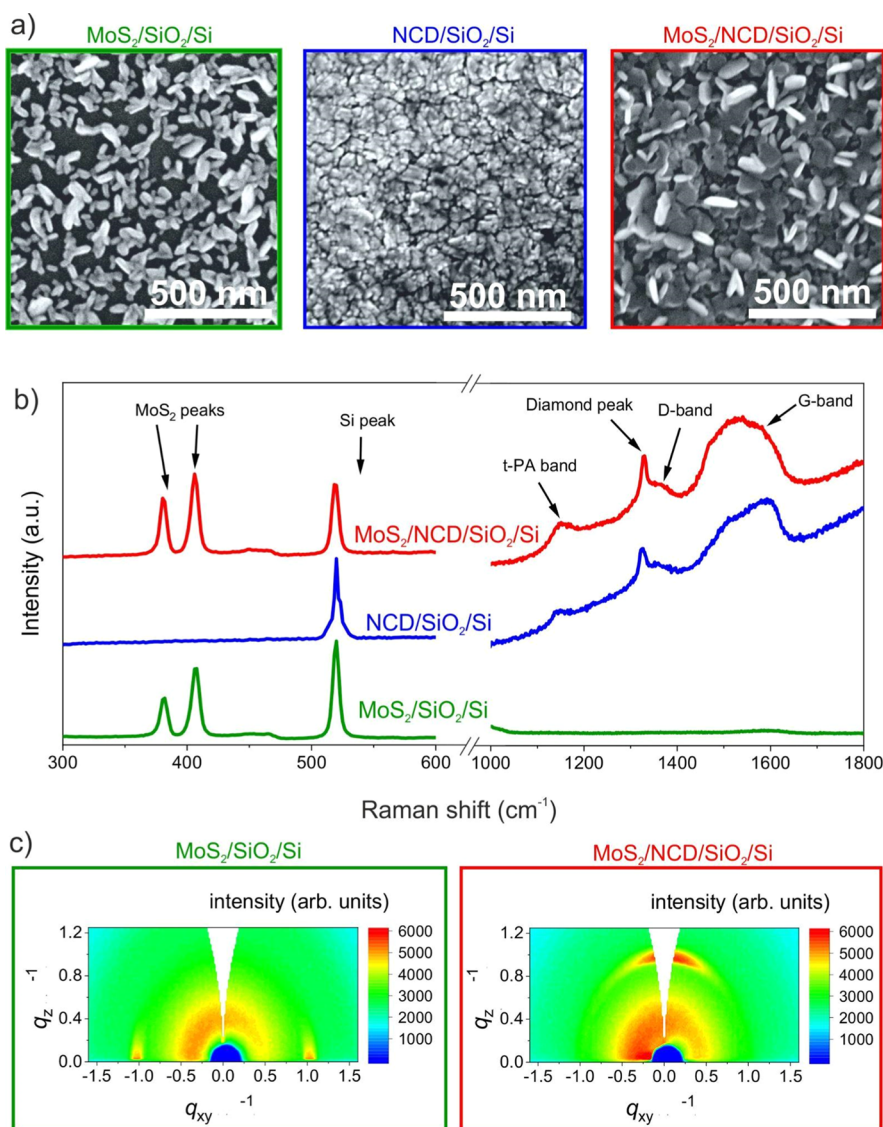 a)
MoS₂/SiO₂/Si
NCD/SiO₂/Si
MoS₂/NCD/SiO₂/Si
500 nm
500 nm
500 nm
b)
MoS₂ peaks
Si peak
t-PA band
Diamond peak
D-band
G-band
MoS₂/NCD/SiO₂/Si
NCD/SiO₂/Si
MoS₂/SiO₂/Si
Intensity (a.u.)
300 400 500 600 1000 1200 1400 1600 1800
Raman shift (cm⁻¹)
c)
MoS₂/SiO₂/Si
intensity (arb. units)
1.2
0.8
0.4
0.0
q_z ⁻¹
-1.5 -1.0 -0.5 0.0 0.5 1.0 1.5
q_xy ⁻¹
6000
5000
4000
3000
2000
1000
0
MoS₂/NCD/SiO₂/Si
intensity (arb. units)
1.2
0.8
0.4
0.0
q_z ⁻¹
-1.5 -1.0 -0.5 0.0 0.5 1.0 1.5
q_xy ⁻¹
6000
5000
4000
3000
2000
1000
0